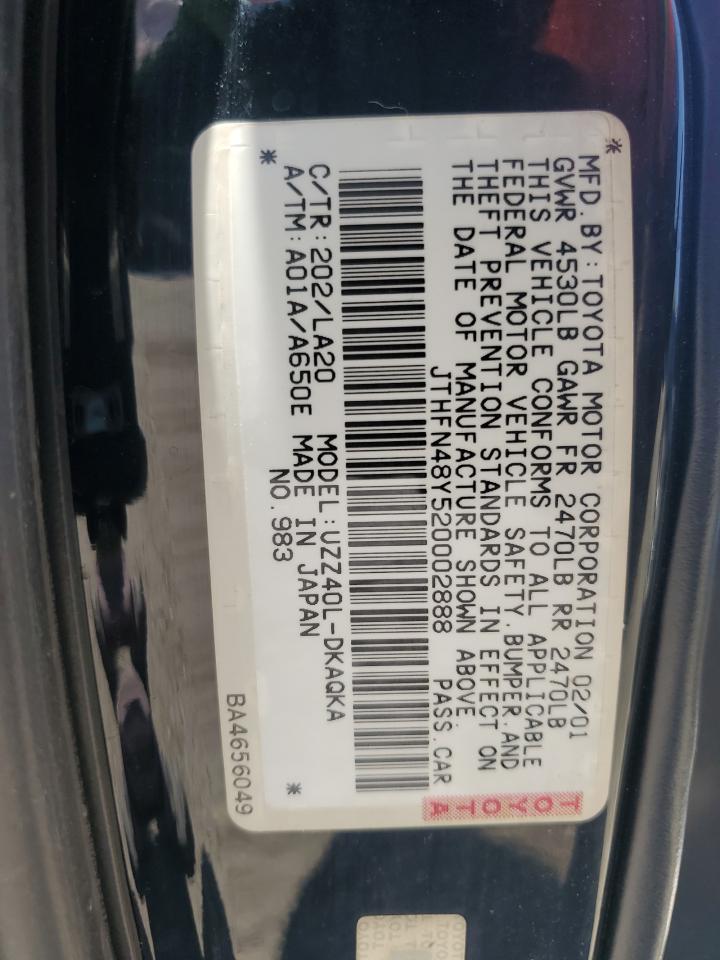 MFD. BY: TOYOTA MOTOR CORPORATION 02/01
GVWR 4530LB GAWR FR 2470LB RR 2470LB
THIS VEHICLE CONFORMS TO ALL APPLICABLE
FEDERAL MOTOR VEHICLE SAFETY, BUMPER, AND
THEFT PREVENTION STANDARDS IN EFFECT ON
THE DATE OF MANUFACTURE SHOWN ABOVE.
JTHFN48Y520002888 PASS.CAR
TOYOTA
C/TR: 202/LA20 MODEL: UZZ40L-DKAQKA
A/TM: A01A/A650E MADE IN JAPAN
NO. 983
BA4656049